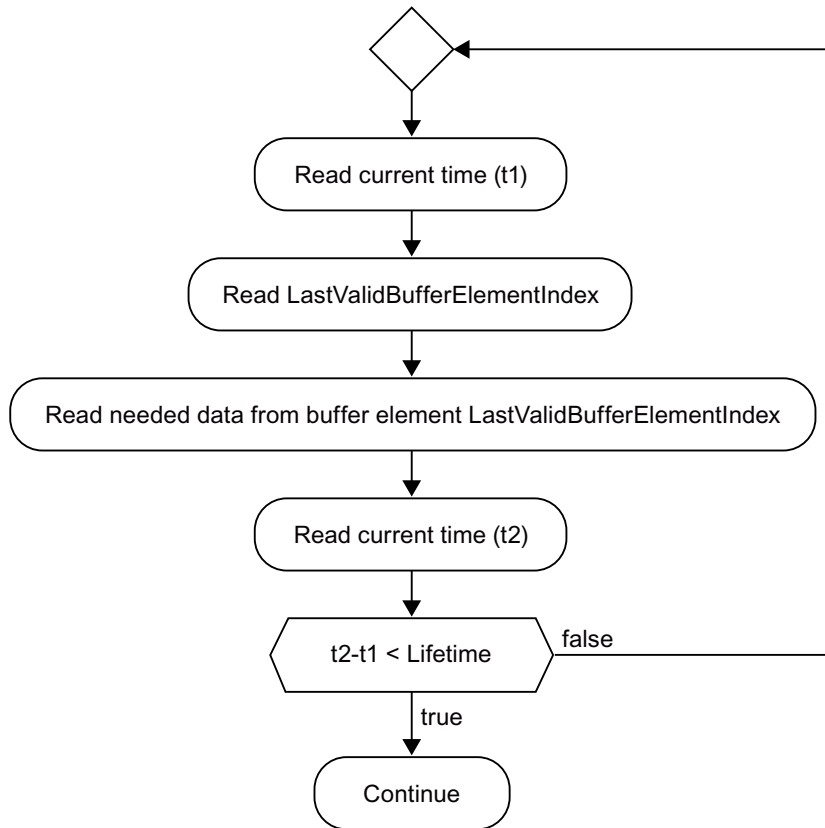 Read current time (t1)
Read LastValidBufferElementIndex
Read needed data from buffer element LastValidBufferElementIndex
Read current time (t2)
t2-t1 < Lifetime
false
true
Continue